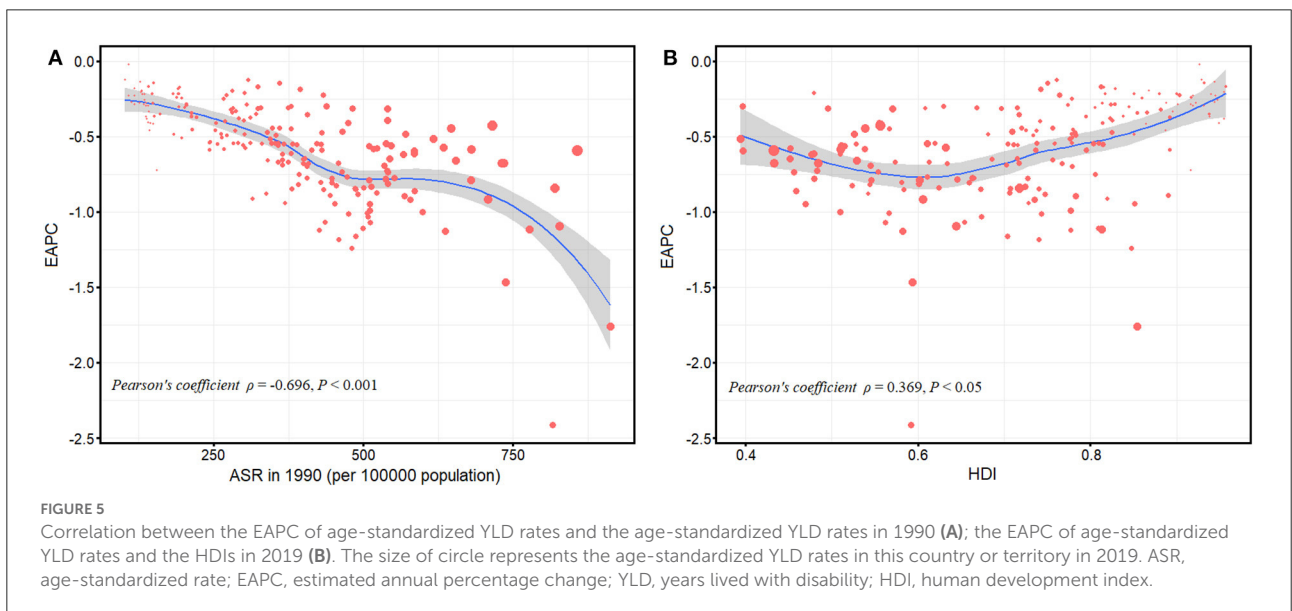 A
B
0.0
-0.5
-1.0
-1.5
-2.0
-2.5
EAPC
Pearson's coefficient ρ = -0.696, P < 0.001
250
500
750
ASR in 1990 (per 100000 population)
0.0
-0.5
-1.0
-1.5
-2.0
-2.5
EAPC
Pearson's coefficient ρ = 0.369, P < 0.05
0.4
0.6
0.8
HDI
FIGURE 5
Correlation between the EAPC of age-standardized YLD rates and the age-standardized YLD rates in 1990 (A); the EAPC of age-standardized
YLD rates and the HDIs in 2019 (B). The size of circle represents the age-standardized YLD rates in this country or territory in 2019. ASR,
age-standardized rate; EAPC, estimated annual percentage change; YLD, years lived with disability; HDI, human development index.